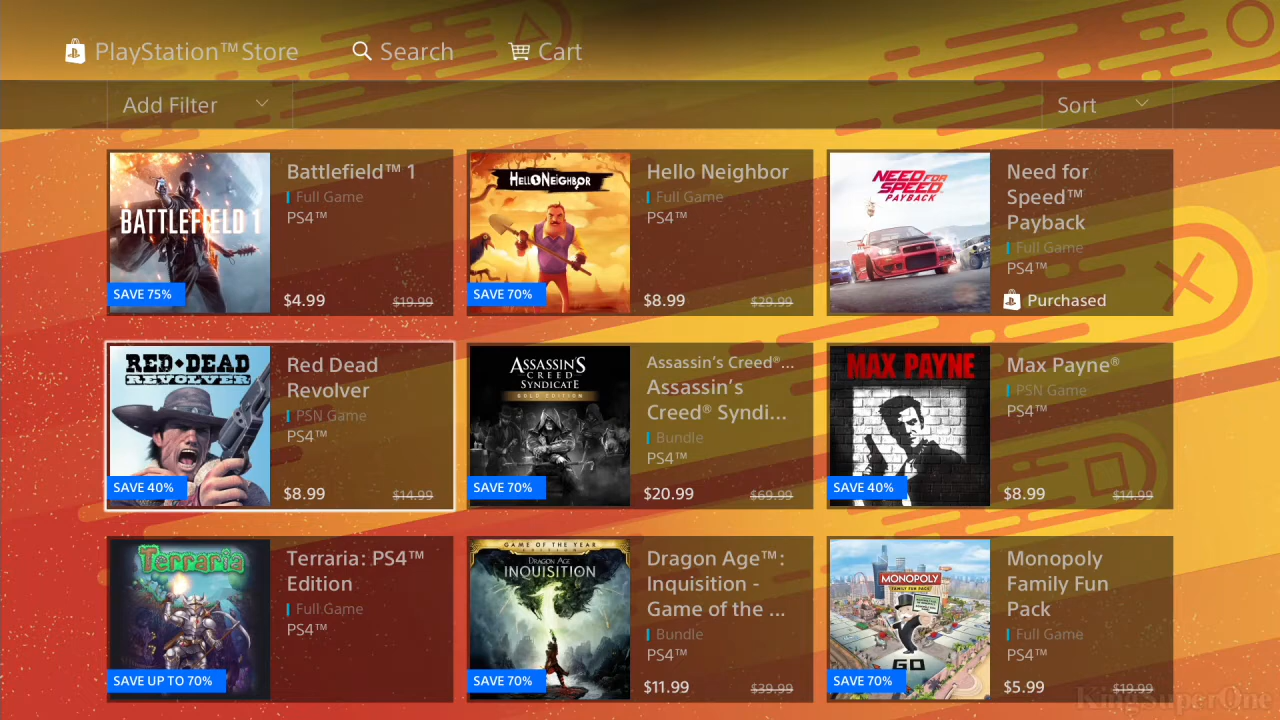 PlayStation™Store
Search
Cart
Add Filter
Sort
BATTLEFIELD 1
SAVE 75%
Battlefield™ 1
Full Game
PS4™
$4.99
$19.99
HELLO NEIGHBOR
SAVE 70%
Hello Neighbor
Full Game
PS4™
$8.99
$29.99
NEED FOR
SPEED
PAYBACK
Need for
Speed™
Payback
Full Game
PS4™
Purchased
RED DEAD
REVOLVER
SAVE 40%
Red Dead
Revolver
PSN Game
PS4™
$8.99
$14.99
ASSASSIN'S
CREED
SYNDICATE
GOLD EDITION
SAVE 70%
Assassin's Creed®...
Assassin's
Creed® Syndi...
Bundle
PS4™
$20.99
$69.99
MAX PAYNE
SAVE 40%
Max Payne®
PSN Game
PS4™
$8.99
$14.99
Terraria
SAVE UP TO 70%
Terraria: PS4™
Edition
Full Game
PS4™
GAME OF THE YEAR
EDITION
DRAGON AGE
INQUISITION
SAVE 70%
Dragon Age™:
Inquisition -
Game of the ...
Bundle
PS4™
$11.99
$39.99
MONOPOLY
FAMILY FUN PACK
GO
SAVE 70%
Monopoly
Family Fun
Pack
Full Game
PS4™
$5.99
$19.99
KingSuperOne